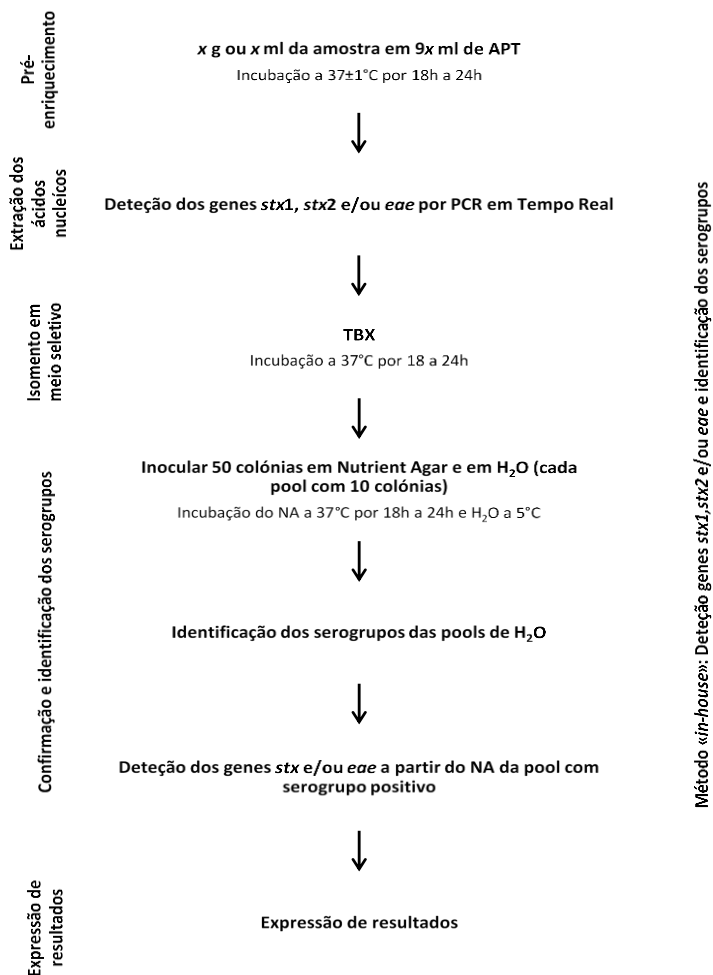 Pré-
enriquecimento
x g ou x ml da amostra em 9x ml de APT
Incubação a 37±1°C por 18h a 24h
Extração dos
ácidos
nucleícos
Deteção dos genes stx1, stx2 e/ou eae por PCR em Tempo Real
Isomento em
meio seletivo
TBX
Incubação a 37°C por 18 a 24h
Confirmação e identificação dos serogrupos
Inocular 50 colónias em Nutrient Agar e em H₂O (cada
pool com 10 colónias)
Incubação do NA a 37°C por 18h a 24h e H₂O a 5°C
Identificação dos serogrupos das pools de H₂O
Deteção dos genes stx e/ou eae a partir do NA da pool com
serogrupo positivo
Expressão de
resultados
Expressão de resultados
Método «in-house»: Deteção genes stx1,stx2 e/ou eae e identificação dos serogrupos